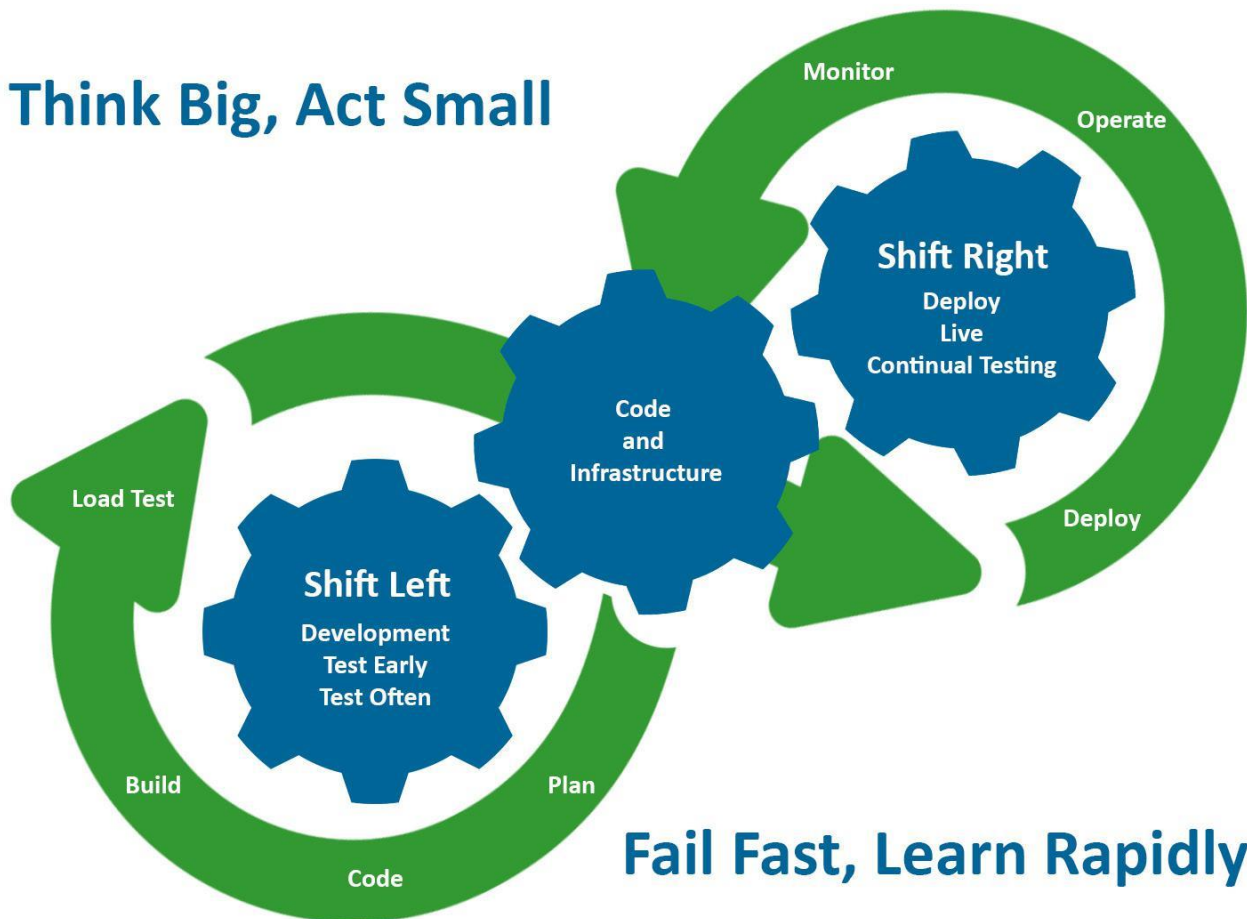 Think Big, Act Small
Monitor
Operate
Shift Right
Deploy
Live
Continual Testing
Deploy
Code
and
Infrastructure
Load Test
Shift Left
Development
Test Early
Test Often
Build
Plan
Code
Fail Fast, Learn Rapidly